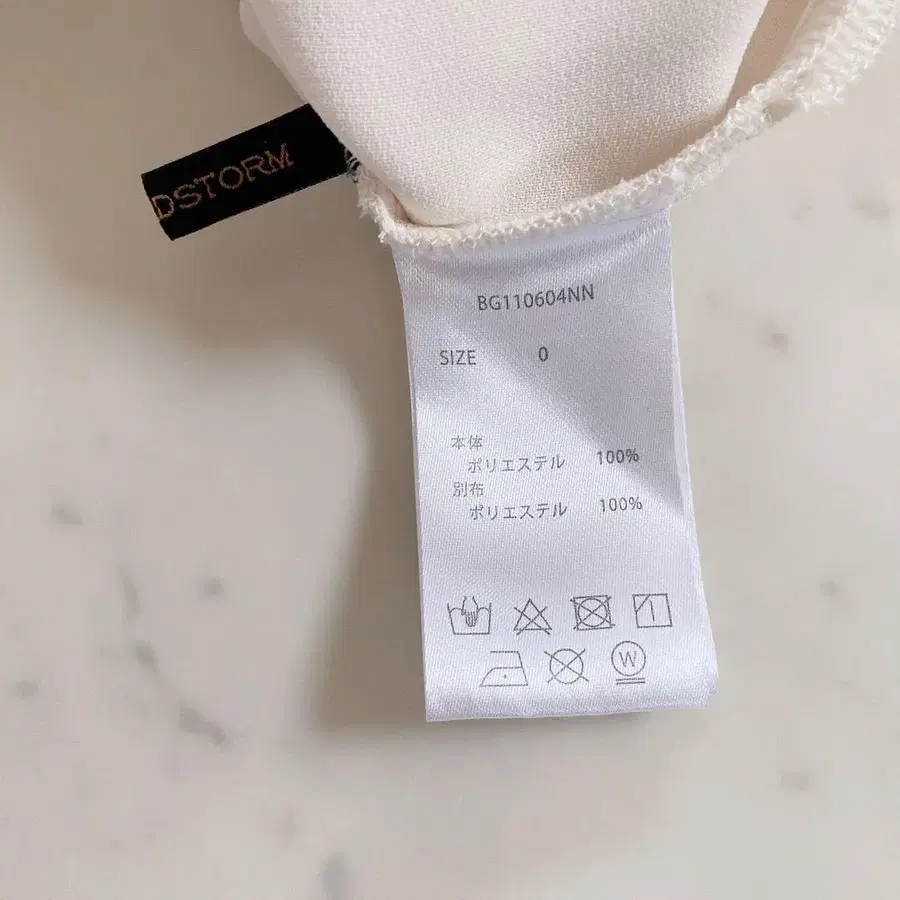 DSTORM
BG110604NN
SIZE 0
本体
ポリエステル 100%
別布
ポリエステル 100%
W